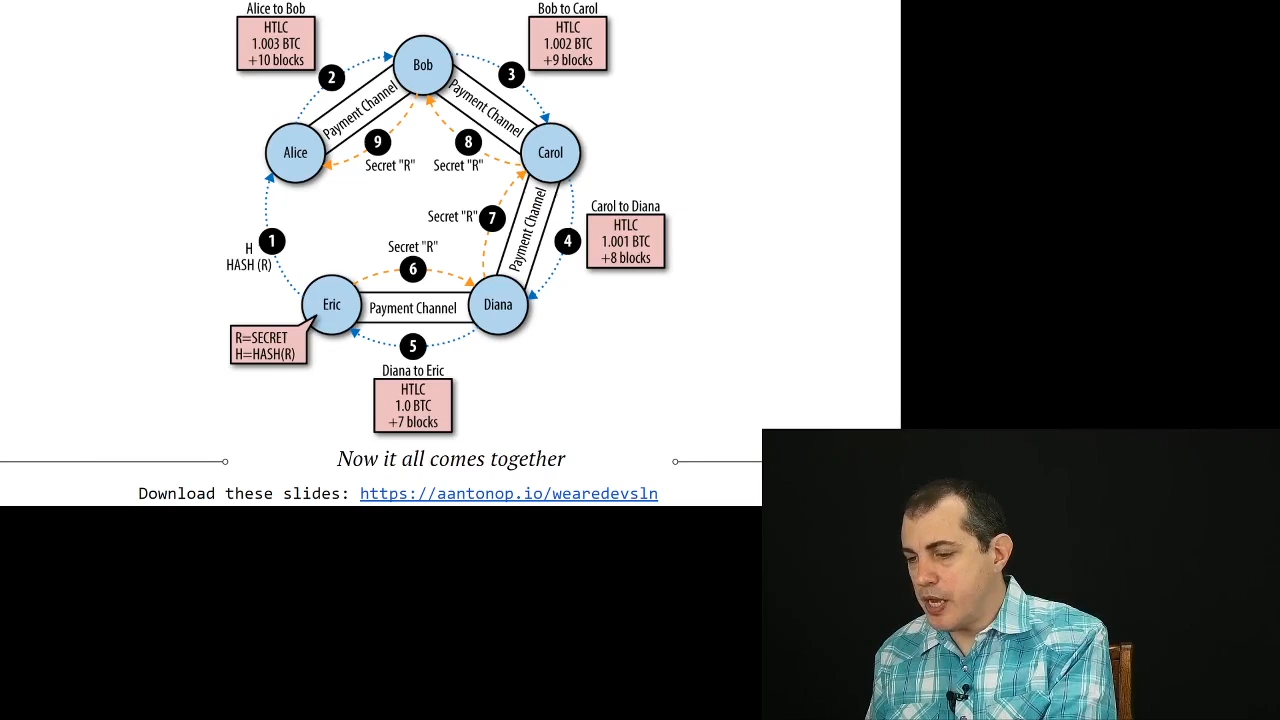 Alice to Bob
HTLC
1.003 BTC
+10 blocks
Bob to Carol
HTLC
1.002 BTC
+9 blocks
Bob
2
3
Payment Channel
Payment Channel
9
8
Alice
Carol
Secret "R"
Secret "R"
Carol to Diana
HTLC
1.001 BTC
+8 blocks
Secret "R"
7
Payment Channel
4
1
H
HASH (R)
Secret "R"
6
Eric
Payment Channel
Diana
R=SECRET
H=HASH(R)
5
Diana to Eric
HTLC
1.0 BTC
+7 blocks
Now it all comes together
Download these slides: https://aantonop.io/wearedevsln